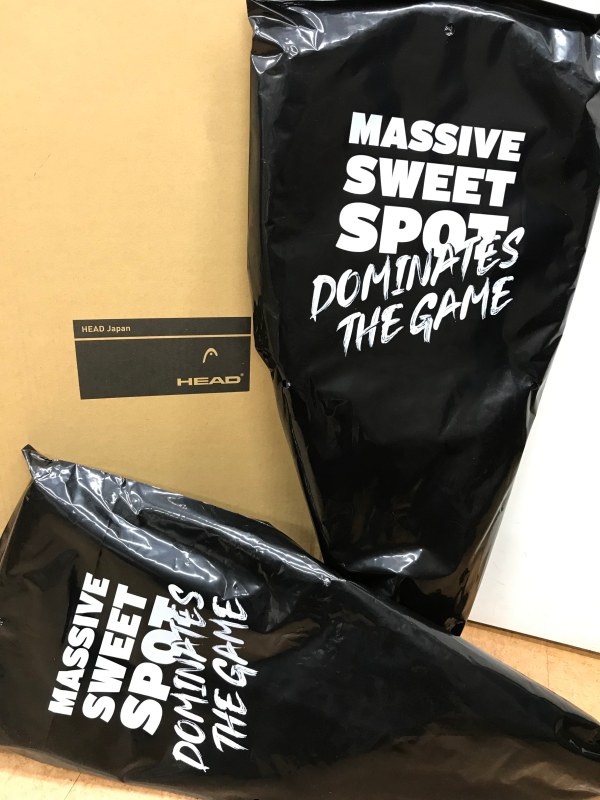 MASSIVE
SWEET
SPOT
DOMINATES
THE GAME
HEAD Japan
HEAD®
MASSIVE
SWEET
SPOT
DOMINATES
THE GAME